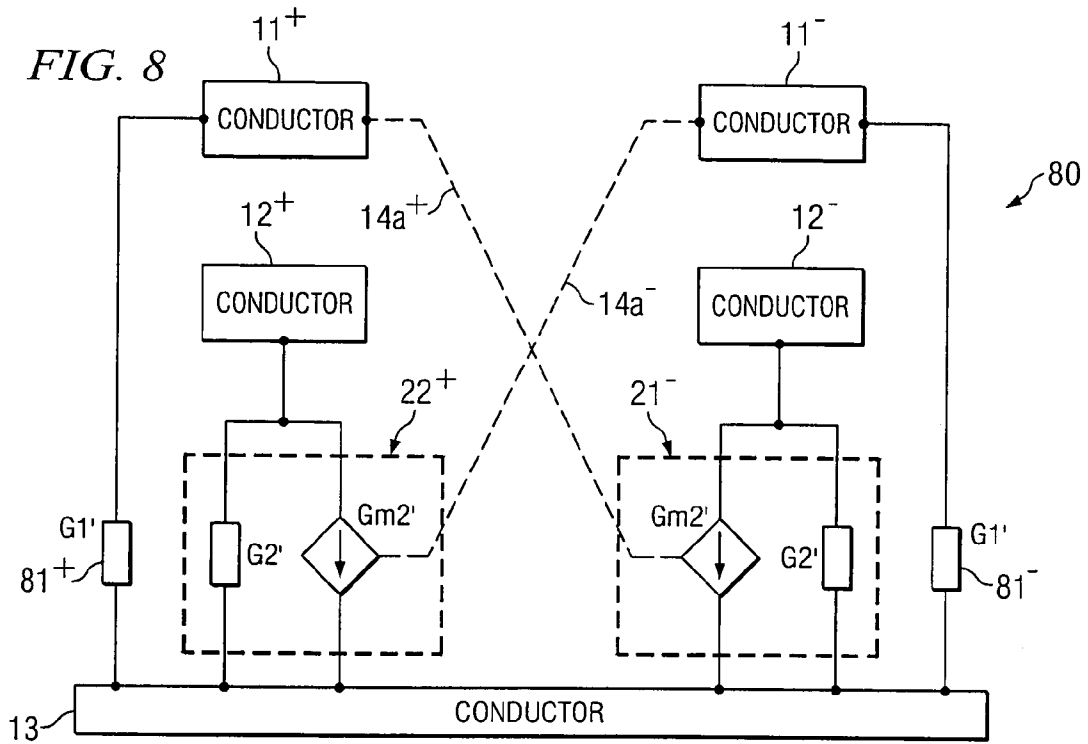 FIG. 8
11+
11-
CONDUCTOR
CONDUCTOR
80
14a+
12+
12-
14a-
CONDUCTOR
CONDUCTOR
22+
21-
G1'
81+
G2'
Gm2'
Gm2'
G2'
G1'
81-
13
CONDUCTOR